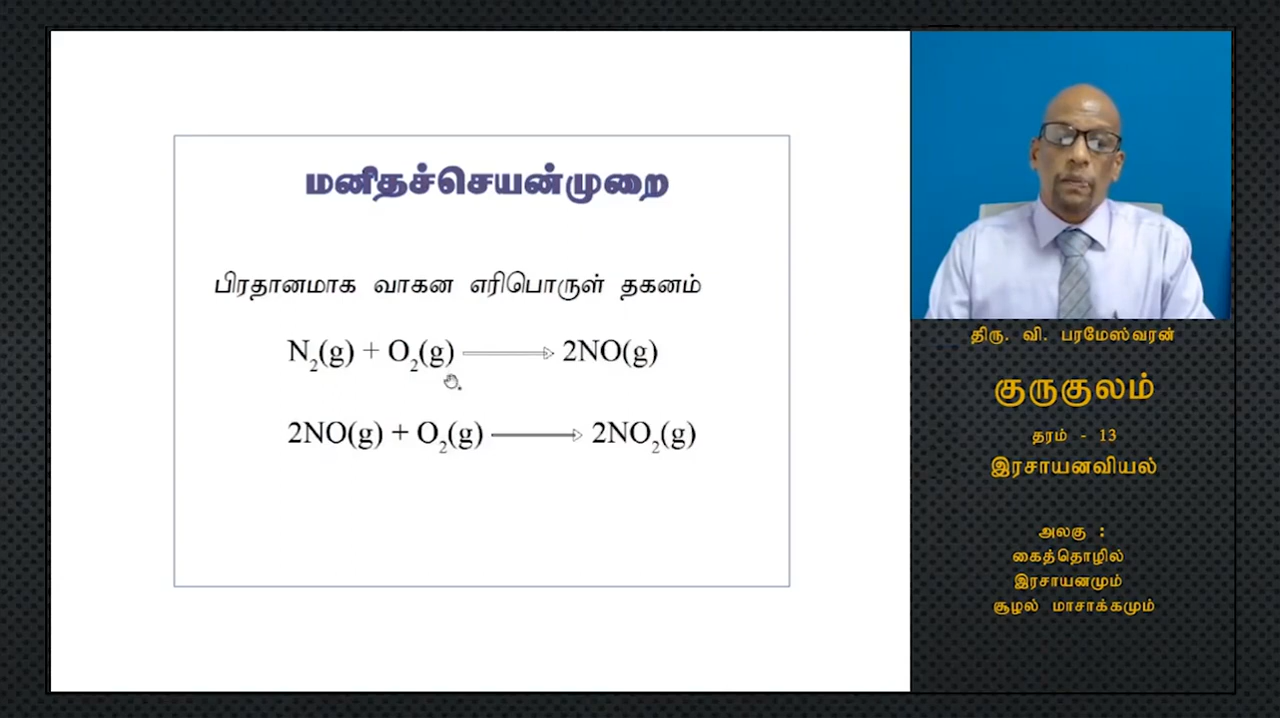 மனிதச்செயன்முறை
பிரதானமாக வாகன எரிபொருள் தகனம்
N₂(g) + O₂(g) ⟶ 2NO(g)
2NO(g) + O₂(g) ⟶ 2NO₂(g)
திரு. வி. பரமேஸ்வரன்
குருகுலம்
தரம் - 13
இரசாயனவியல்
அலகு :
கைத்தொழில்
இரசாயனமும்
சூழல் மாசாக்கமும்